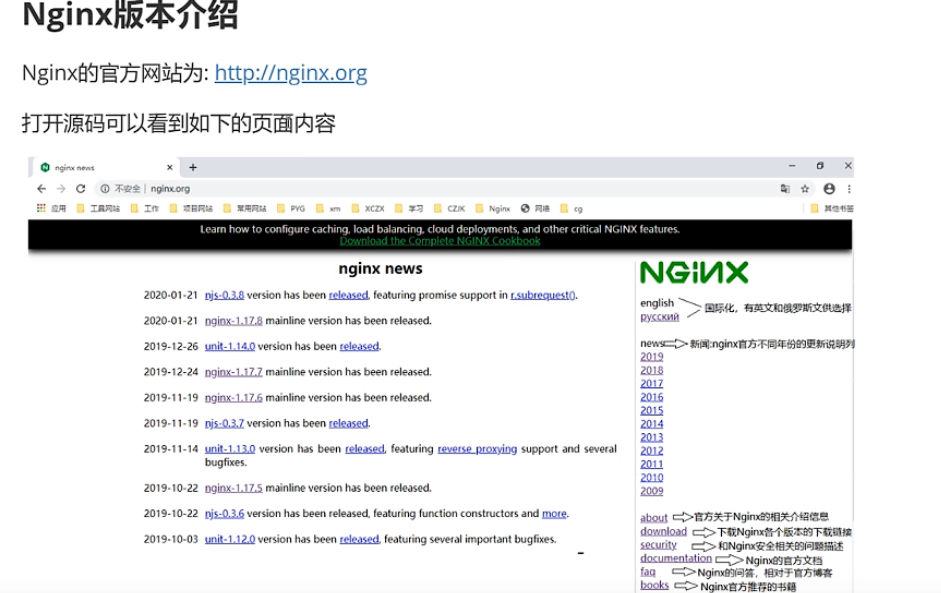 Nginx版本介绍
Nginx的官方网站为: http://nginx.org
打开源码可以看到如下的页面内容
nginx news
不安全 | nginx.org
应用 工具网站 工作 项目网站 常用网站 PYG xm XCZX 学习 CZJK Nginx 网络 cg 其他书签
Learn how to configure caching, load balancing, cloud deployments, and other critical NGINX features.
Download the Complete NGINX Cookbook
nginx news
2020-01-21 njs-0.3.8 version has been released, featuring promise support in r.subrequest().
2020-01-21 nginx-1.17.8 mainline version has been released.
2019-12-26 unit-1.14.0 version has been released.
2019-12-24 nginx-1.17.7 mainline version has been released.
2019-11-19 nginx-1.17.6 mainline version has been released.
2019-11-19 njs-0.3.7 version has been released.
2019-11-14 unit-1.13.0 version has been released, featuring reverse proxying support and several
bugfixes.
2019-10-22 nginx-1.17.5 mainline version has been released.
2019-10-22 njs-0.3.6 version has been released, featuring function constructors and more.
2019-10-03 unit-1.12.0 version has been released, featuring several important bugfixes.
NGINX
english
русский
国际化，有英文和俄罗斯文供选择
news 新闻:nginx官方不同年份的更新说明列
2019
2018
2017
2016
2015
2014
2013
2012
2011
2010
2009
about 官方关于Nginx的相关介绍信息
download 下载Nginx各个版本的下载链接
security 和Nginx安全相关的问题描述
documentation Nginx的官方文档
faq Nginx的问答，相对于官方博客
books Nginx官方推荐的书籍